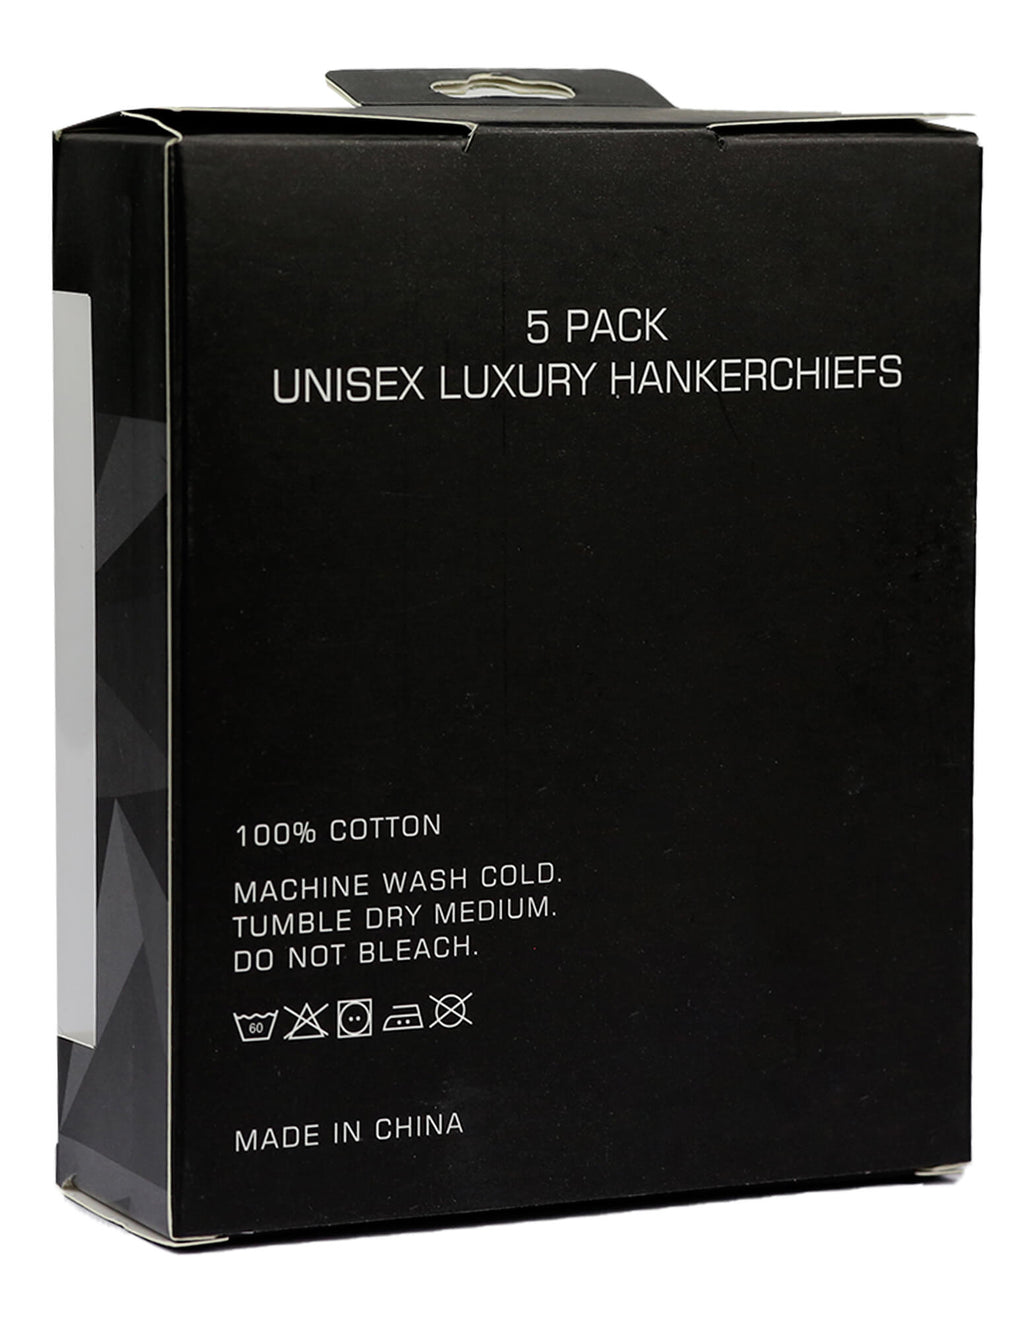 5 PACK
UNISEX LUXURY HANKERCHIEFS
100% COTTON
MACHINE WASH COLD.
TUMBLE DRY MEDIUM.
DO NOT BLEACH.
60
MADE IN CHINA